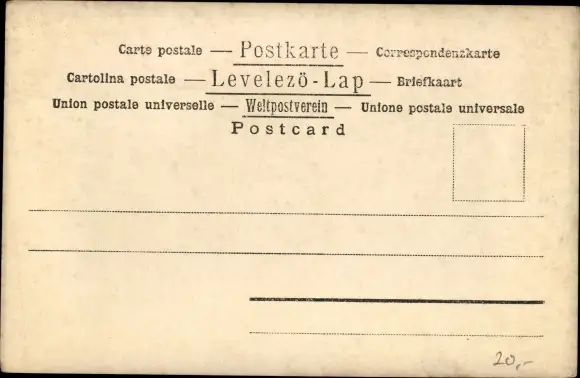 Carte postale — Postkarte — Correspondenzkarte
Cartolina postale — Levelezö-Lap — Briefkaart
Union postale universelle — Weltpostverein — Unione postale universale
Postcard
20,-